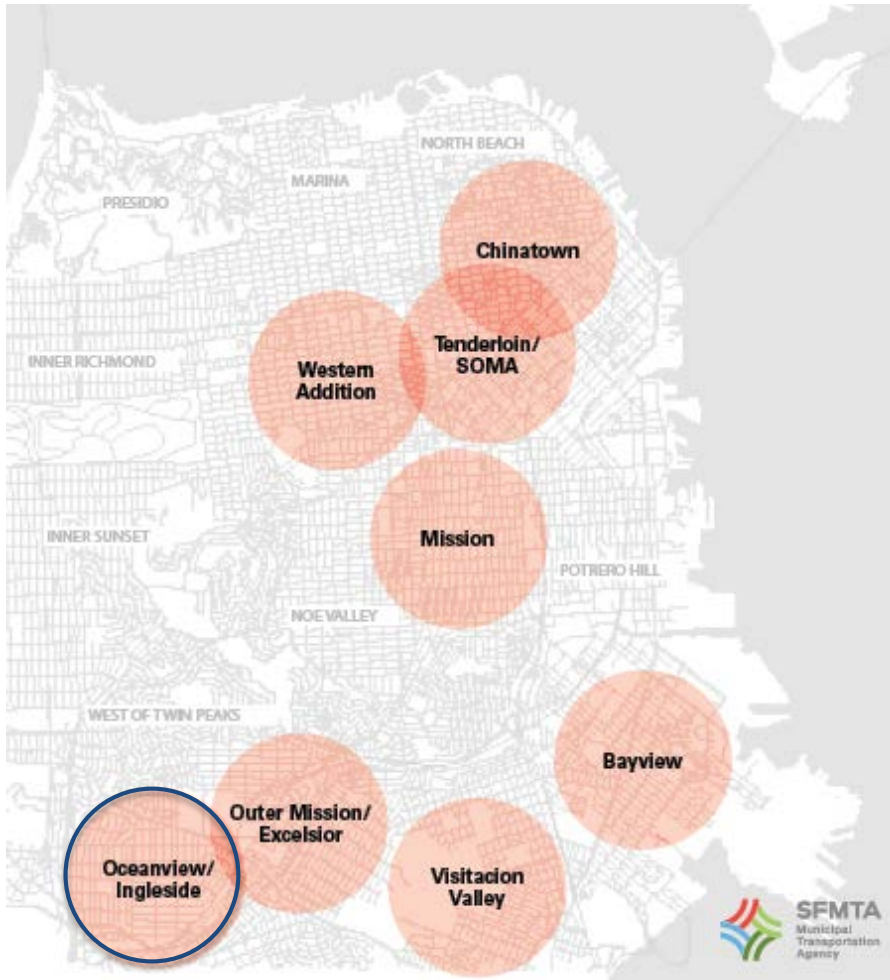 NORTH BEACH
MARINA
PRESIDIO
Chinatown
Tenderloin/
SOMA
INNER RICHMOND
Western
Addition
INNER SUNSET
Mission
POTRERO HILL
NOE VALLEY
WEST OF TWIN PEAKS
Bayview
Outer Mission/
Excelsior
Oceanview/
Ingleside
Visitacion
Valley
SFMTA
Municipal
Transportation
Agency